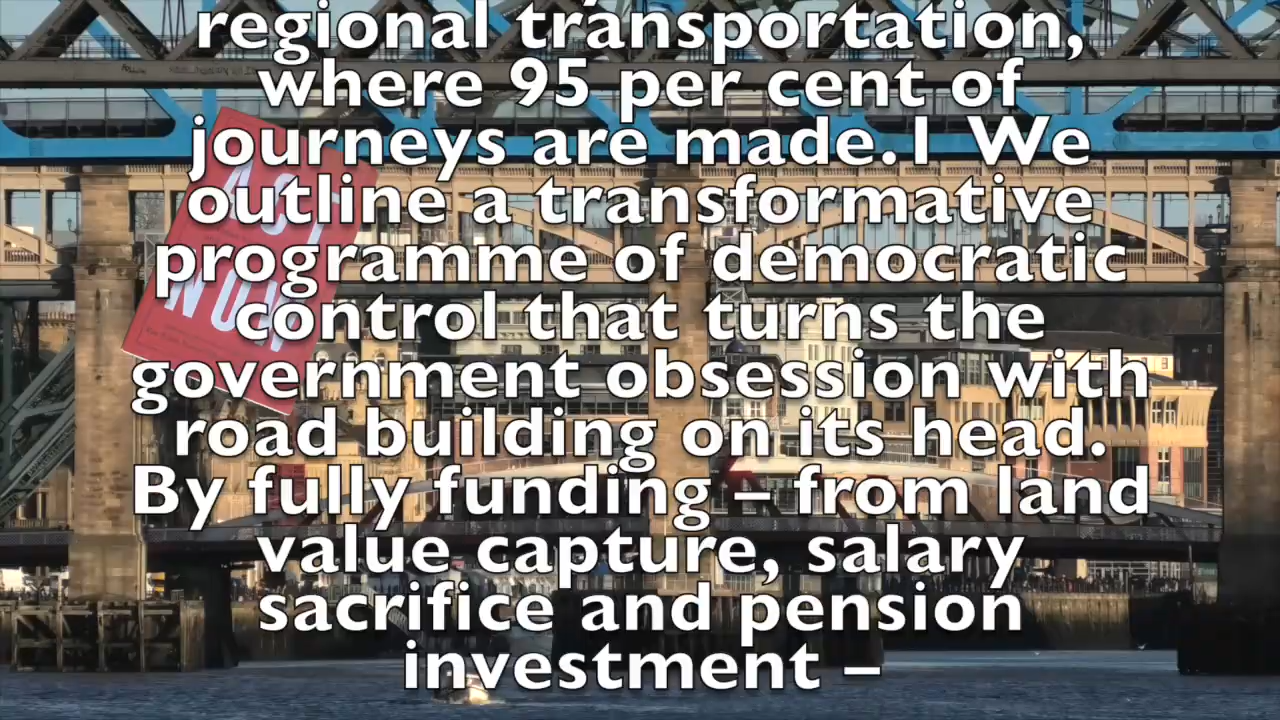 regional transportation,
where 95 per cent of
journeys are made.1 We
outline a transformative
programme of democratic
control that turns the
government obsession with
road building on its head.
By fully funding – from land
value capture, salary
sacrifice and pension
investment –